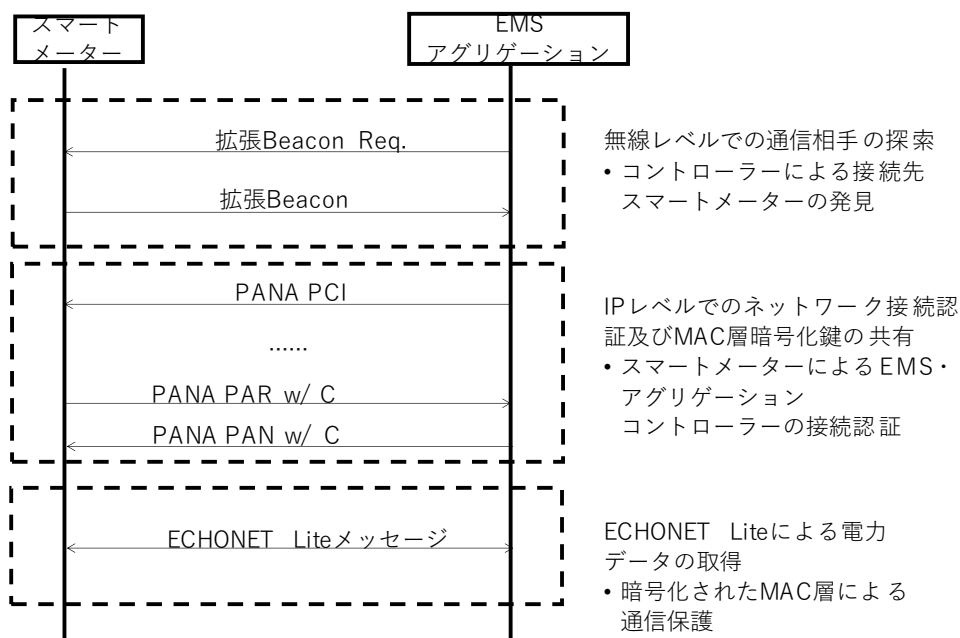 スマート
メーター
EMS
アグリゲーション
拡張Beacon Req.
拡張Beacon
無線レベルでの通信相手の探索
• コントローラーによる接続先
スマートメーターの発見
PANA PCI
......
PANA PAR w/ C
PANA PAN w/ C
IPレベルでのネットワーク接続認
証及びMAC層暗号化鍵の共有
• スマートメーターによるEMS・
アグリゲーション
コントローラーの接続認証
ECHONET Liteメッセージ
ECHONET Liteによる電力
データの取得
• 暗号化されたMAC層による
通信保護